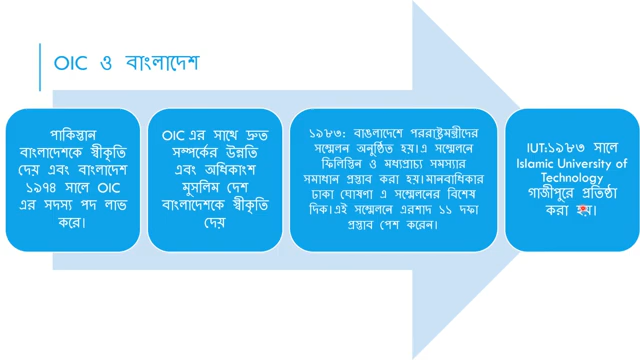 OIC ও বাংলাদেশ
পাকিস্তান
বাংলাদেশকে স্বীকৃতি
দেয় এবং বাংলাদেশ
১৯৭৪ সালে OIC
এর সদস্য পদ লাভ
করে।
OIC এর সাথে দ্রুত
সম্পর্কের উন্নতি
এবং অধিকাংশ
মুসলিম দেশ
বাংলাদেশকে স্বীকৃতি
দেয়
১৯৮৩: বাঙলাদেশে পররাষ্ট্রমন্ত্রীদের
সম্মেলন অনুষ্ঠিত হয়।এ সম্মেলনে
ফিলিস্তিন ও মধ্যপ্রাচ্য সমস্যার
সমাধান প্রস্তাব করা হয়।মানবাধিকার
ঢাকা ঘোষণা এ সম্মেলনের বিশেষ
দিক।এই সম্মেলনে এরশাদ ১১ দফা
প্রস্তাব পেশ করেন।
IUT:১৯৮৩ সালে
Islamic University of
Technology
গাজীপুরে প্রতিষ্ঠা
করা হয়।